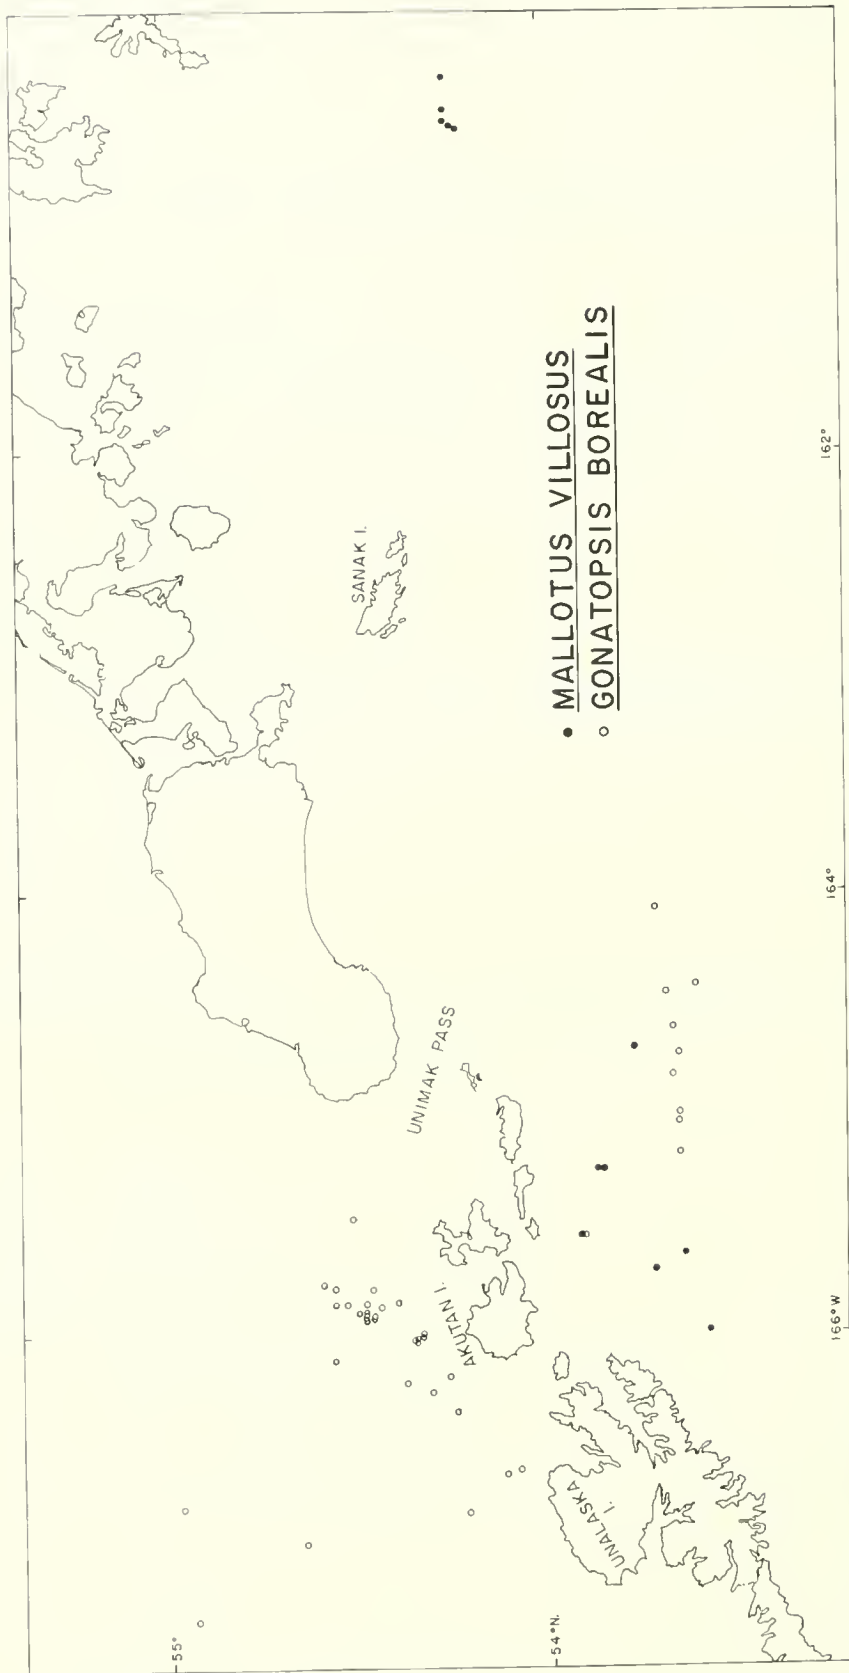 SANAK I.
UNIMAK PASS
AKUTAN I.
UNALASKA
I.
MALLOTUS VILLOSUS
GONATOPSIS BOREALIS
55°
54°N.
166°W
164°
162°